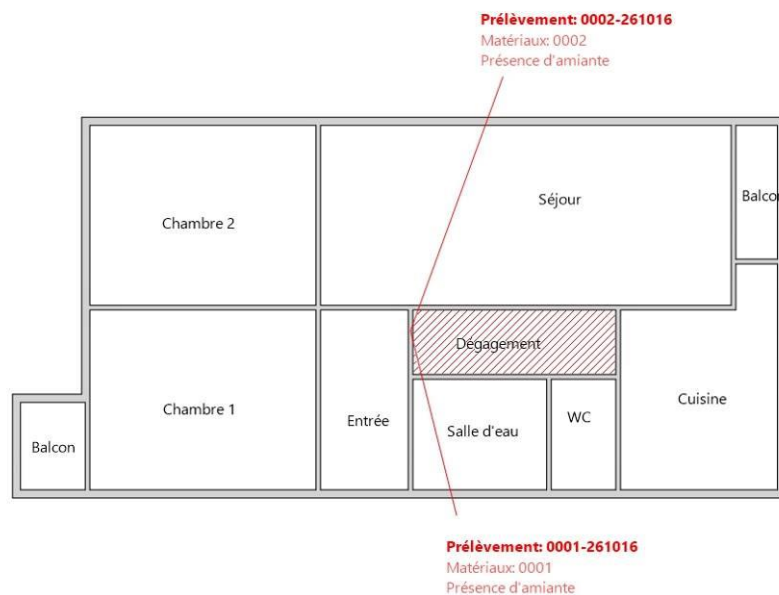 Prélèvement: 0002-261016
Matériaux: 0002
Présence d'amiante
Séjour
Balcon
Chambre 2
Dégagement
Cuisine
Chambre 1
WC
Entrée
Salle d'eau
Balcon
Prélèvement: 0001-261016
Matériaux: 0001
Présence d'amiante